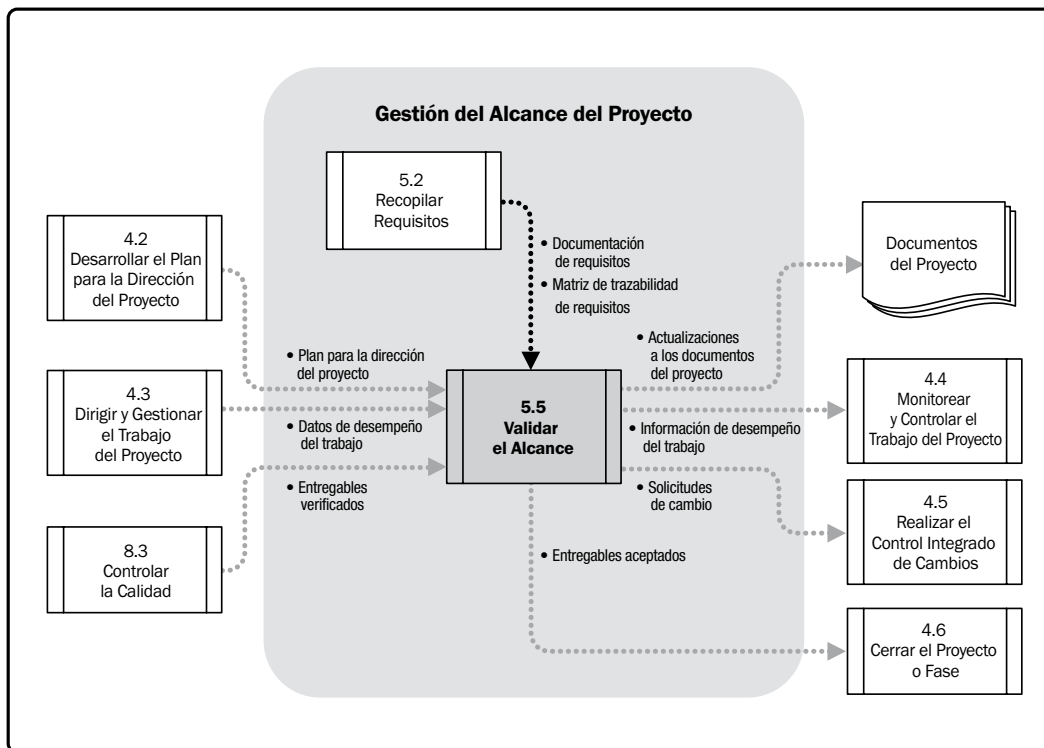 Gestión del Alcance del Proyecto
5.2
Recopilar
Requisitos
4.2
Desarrollar el Plan
para la Dirección
del Proyecto
Documentos
del Proyecto
• Documentación
de requisitos
• Matriz de trazabilidad
de requisitos
• Plan para la dirección
del proyecto
• Actualizaciones
a los documentos
del proyecto
4.3
Dirigir y Gestionar
el Trabajo
del Proyecto
• Datos de desempeño
del trabajo
5.5
Validar
el Alcance
• Información de desempeño
del trabajo
4.4
Monitorear
y Controlar el
Trabajo del Proyecto
• Entregables
verificados
• Solicitudes
de cambio
4.5
Realizar el
Control Integrado
de Cambios
8.3
Controlar
la Calidad
• Entregables aceptados
4.6
Cerrar el Proyecto
o Fase